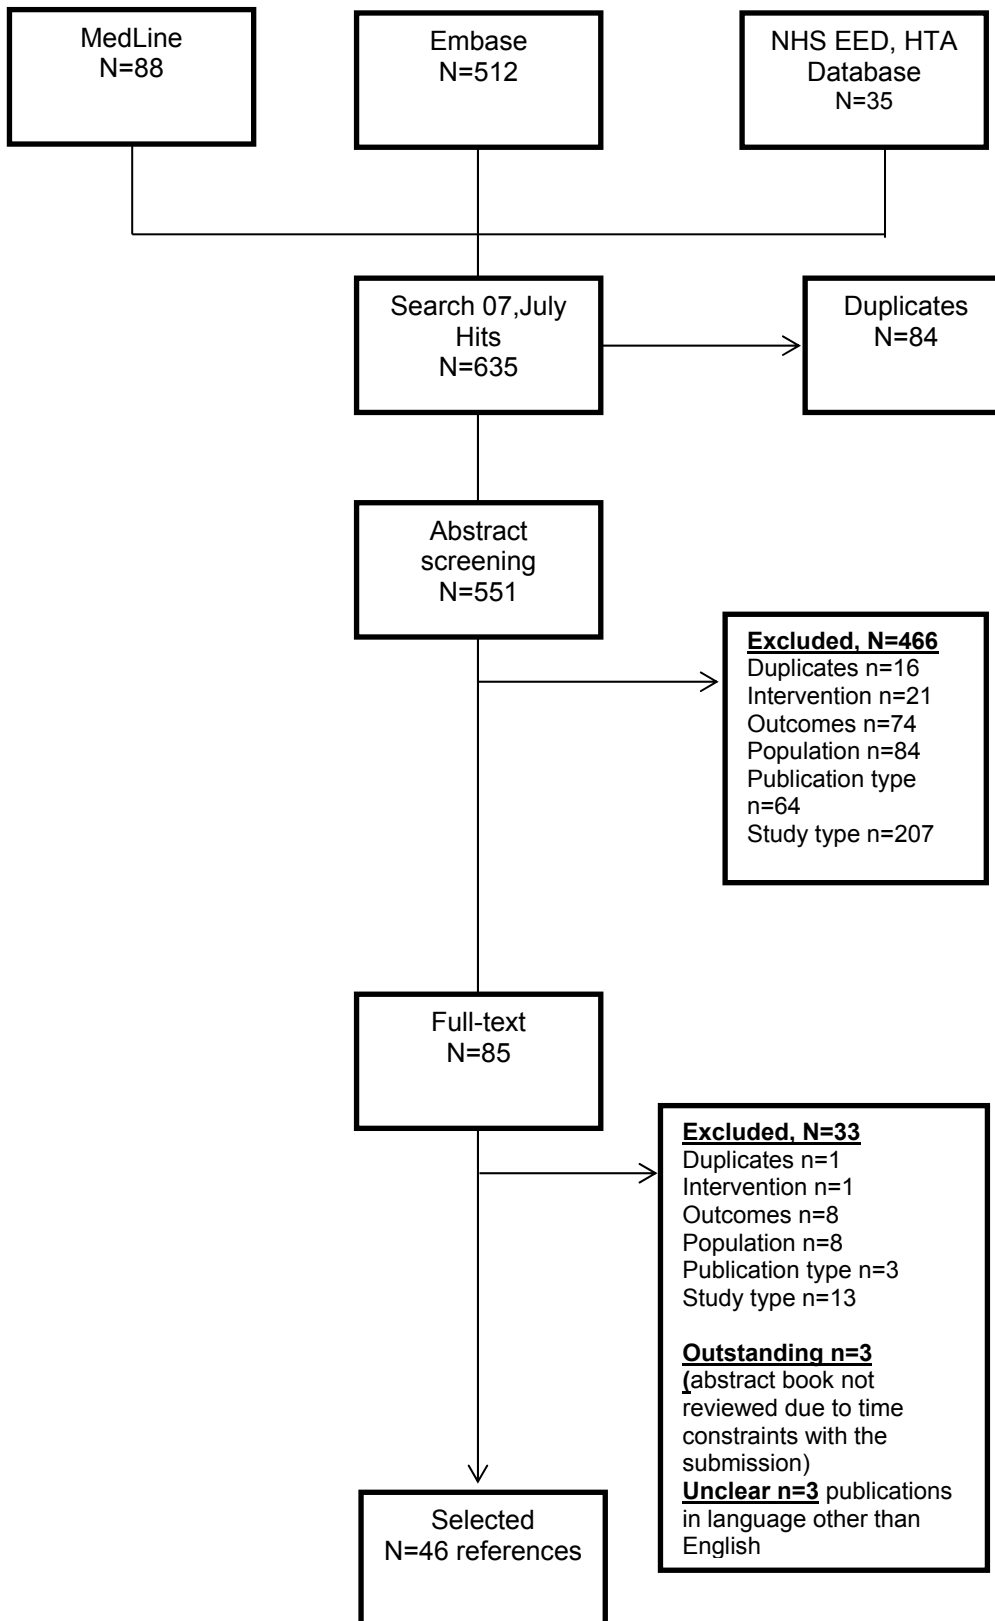 MedLine
N=88
Embase
N=512
NHS EED, HTA
Database
N=35
Search 07,July
Hits
N=635
Duplicates
N=84
Abstract
screening
N=551
Excluded, N=466
Duplicates n=16
Intervention n=21
Outcomes n=74
Population n=84
Publication type
n=64
Study type n=207
Full-text
N=85
Excluded, N=33
Duplicates n=1
Intervention n=1
Outcomes n=8
Population n=8
Publication type n=3
Study type n=13
Outstanding n=3
(abstract book not
reviewed due to time
constraints with the
submission)
Unclear n=3 publications
in language other than
English
Selected
N=46 references